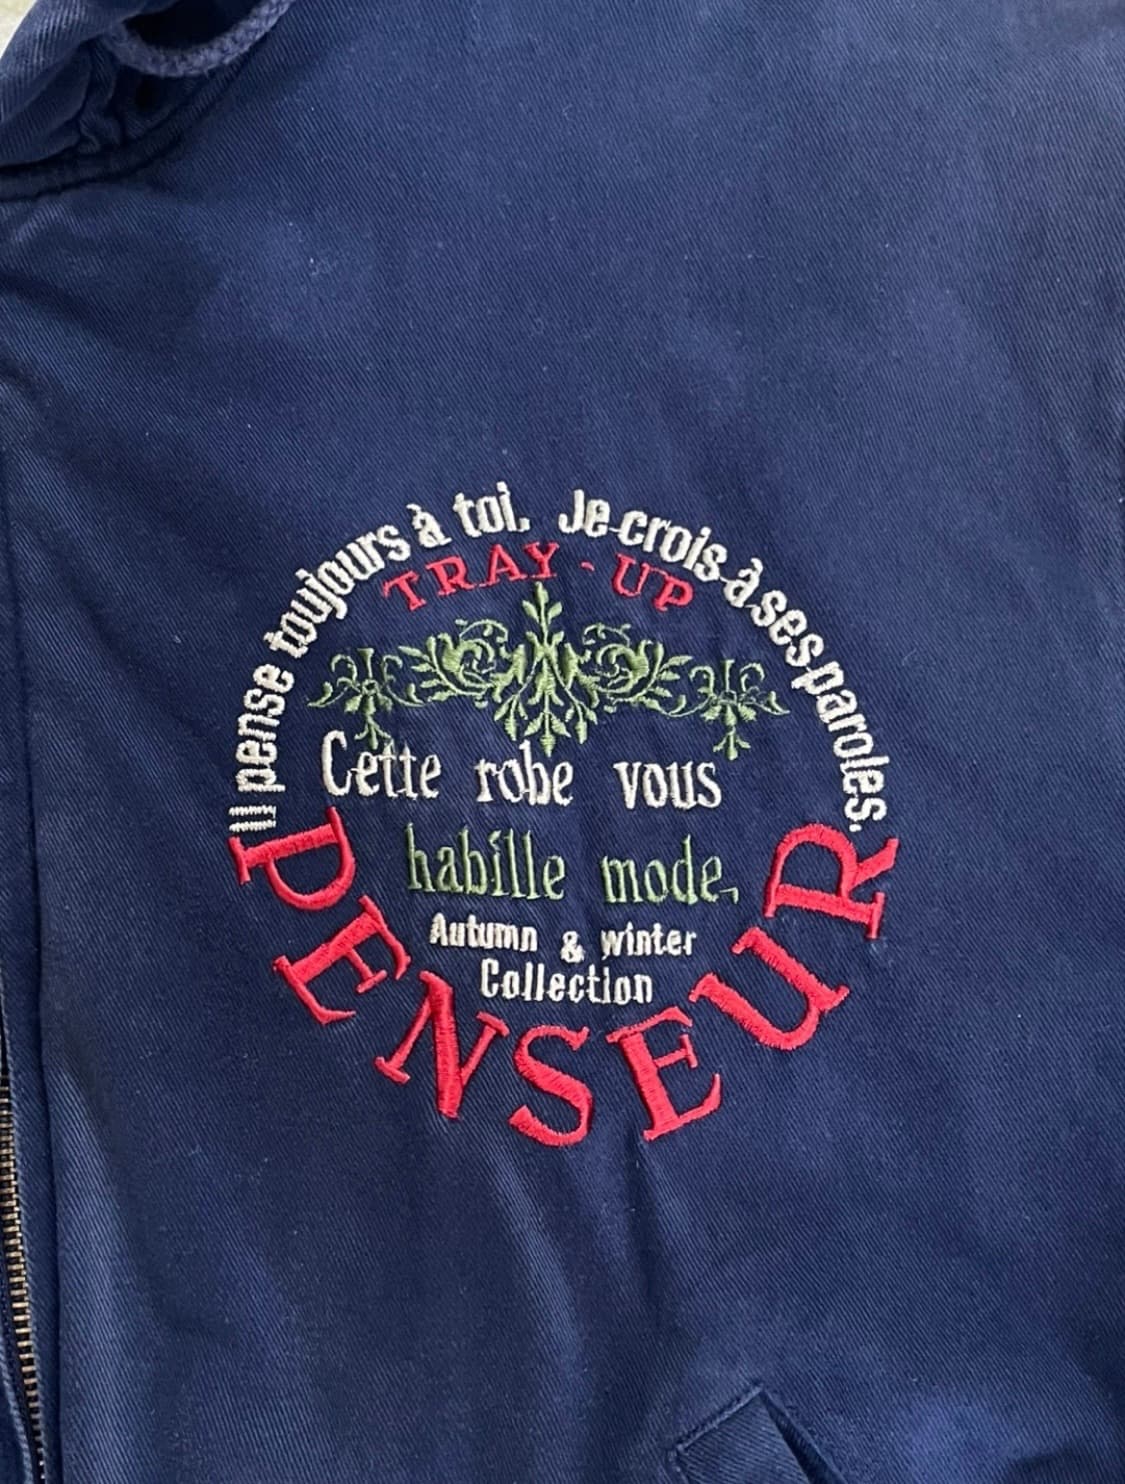 Il pense toujours à toi. Je crois à ses paroles.
TRAY-UP
Cette robe vous
habille mode,
Autumn & winter
Collection
PENSEUR